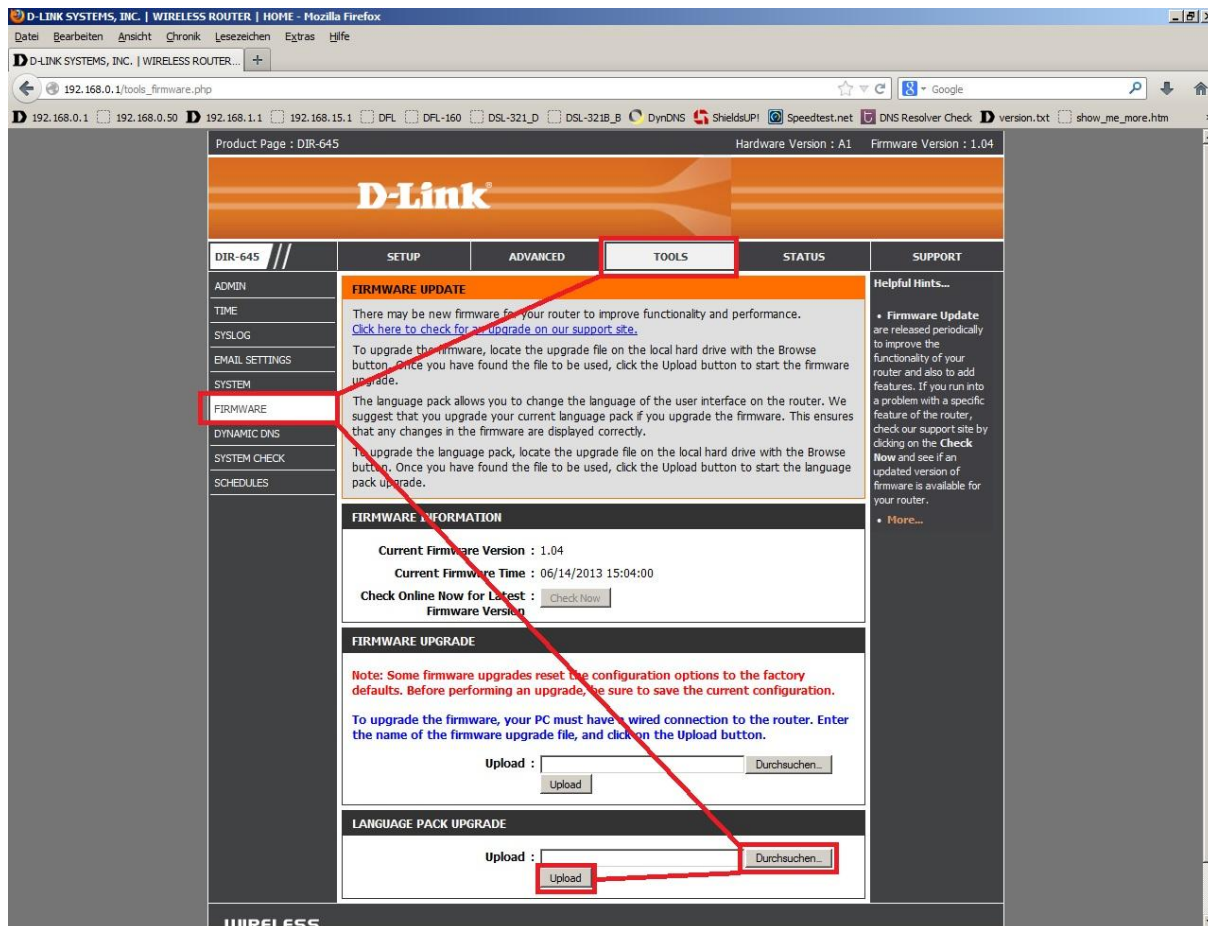 D-LINK SYSTEMS, INC. | WIRELESS ROUTER | HOME - Mozilla Firefox
Datei Bearbeiten Ansicht Chronik Lesezeichen Extras Hilfe
D-LINK SYSTEMS, INC. | WIRELESS ROUTER... +
192.168.0.1/tools_firmware.php
Google
192.168.0.1 192.168.0.50 192.168.1.1 192.168.15.1 DFL DFL-160 DSL-321_D DSL-321B_B DynDNS ShieldsUP! Speedtest.net DNS Resolver Check version.txt show_me_more.htm
Product Page : DIR-645 Hardware Version : A1 Firmware Version : 1.04
D-Link
DIR-645 SETUP ADVANCED TOOLS STATUS SUPPORT
ADMIN
TIME
SYSLOG
EMAIL SETTINGS
SYSTEM
FIRMWARE
DYNAMIC DNS
SYSTEM CHECK
SCHEDULES
FIRMWARE UPDATE
There may be new firmware for your router to improve functionality and performance.
Click here to check for an upgrade on our support site.
To upgrade the firmware, locate the upgrade file on the local hard drive with the Browse
button. Once you have found the file to be used, click the Upload button to start the firmware
upgrade.
The language pack allows you to change the language of the user interface on the router. We
suggest that you upgrade your current language pack if you upgrade the firmware. This ensures
that any changes in the firmware are displayed correctly.
To upgrade the language pack, locate the upgrade file on the local hard drive with the Browse
button. Once you have found the file to be used, click the Upload button to start the language
pack upgrade.
FIRMWARE INFORMATION
Current Firmware Version : 1.04
Current Firmware Time : 06/14/2013 15:04:00
Check Online Now for Latest : Check Now
Firmware Version
FIRMWARE UPGRADE
Note: Some firmware upgrades reset the configuration options to the factory
defaults. Before performing an upgrade, be sure to save the current configuration.
To upgrade the firmware, your PC must have a wired connection to the router. Enter
the name of the firmware upgrade file, and click on the Upload button.
Upload : Durchsuchen...
Upload
LANGUAGE PACK UPGRADE
Upload : Durchsuchen...
Upload
Helpful Hints...
• Firmware Update
are released periodically
to improve the
functionality of your
router and also to add
features. If you run into
a problem with a specific
feature of the router,
check our support site by
clicking on the Check
Now and see if an
updated version of
firmware is available for
your router.
• More...
WIRELESS